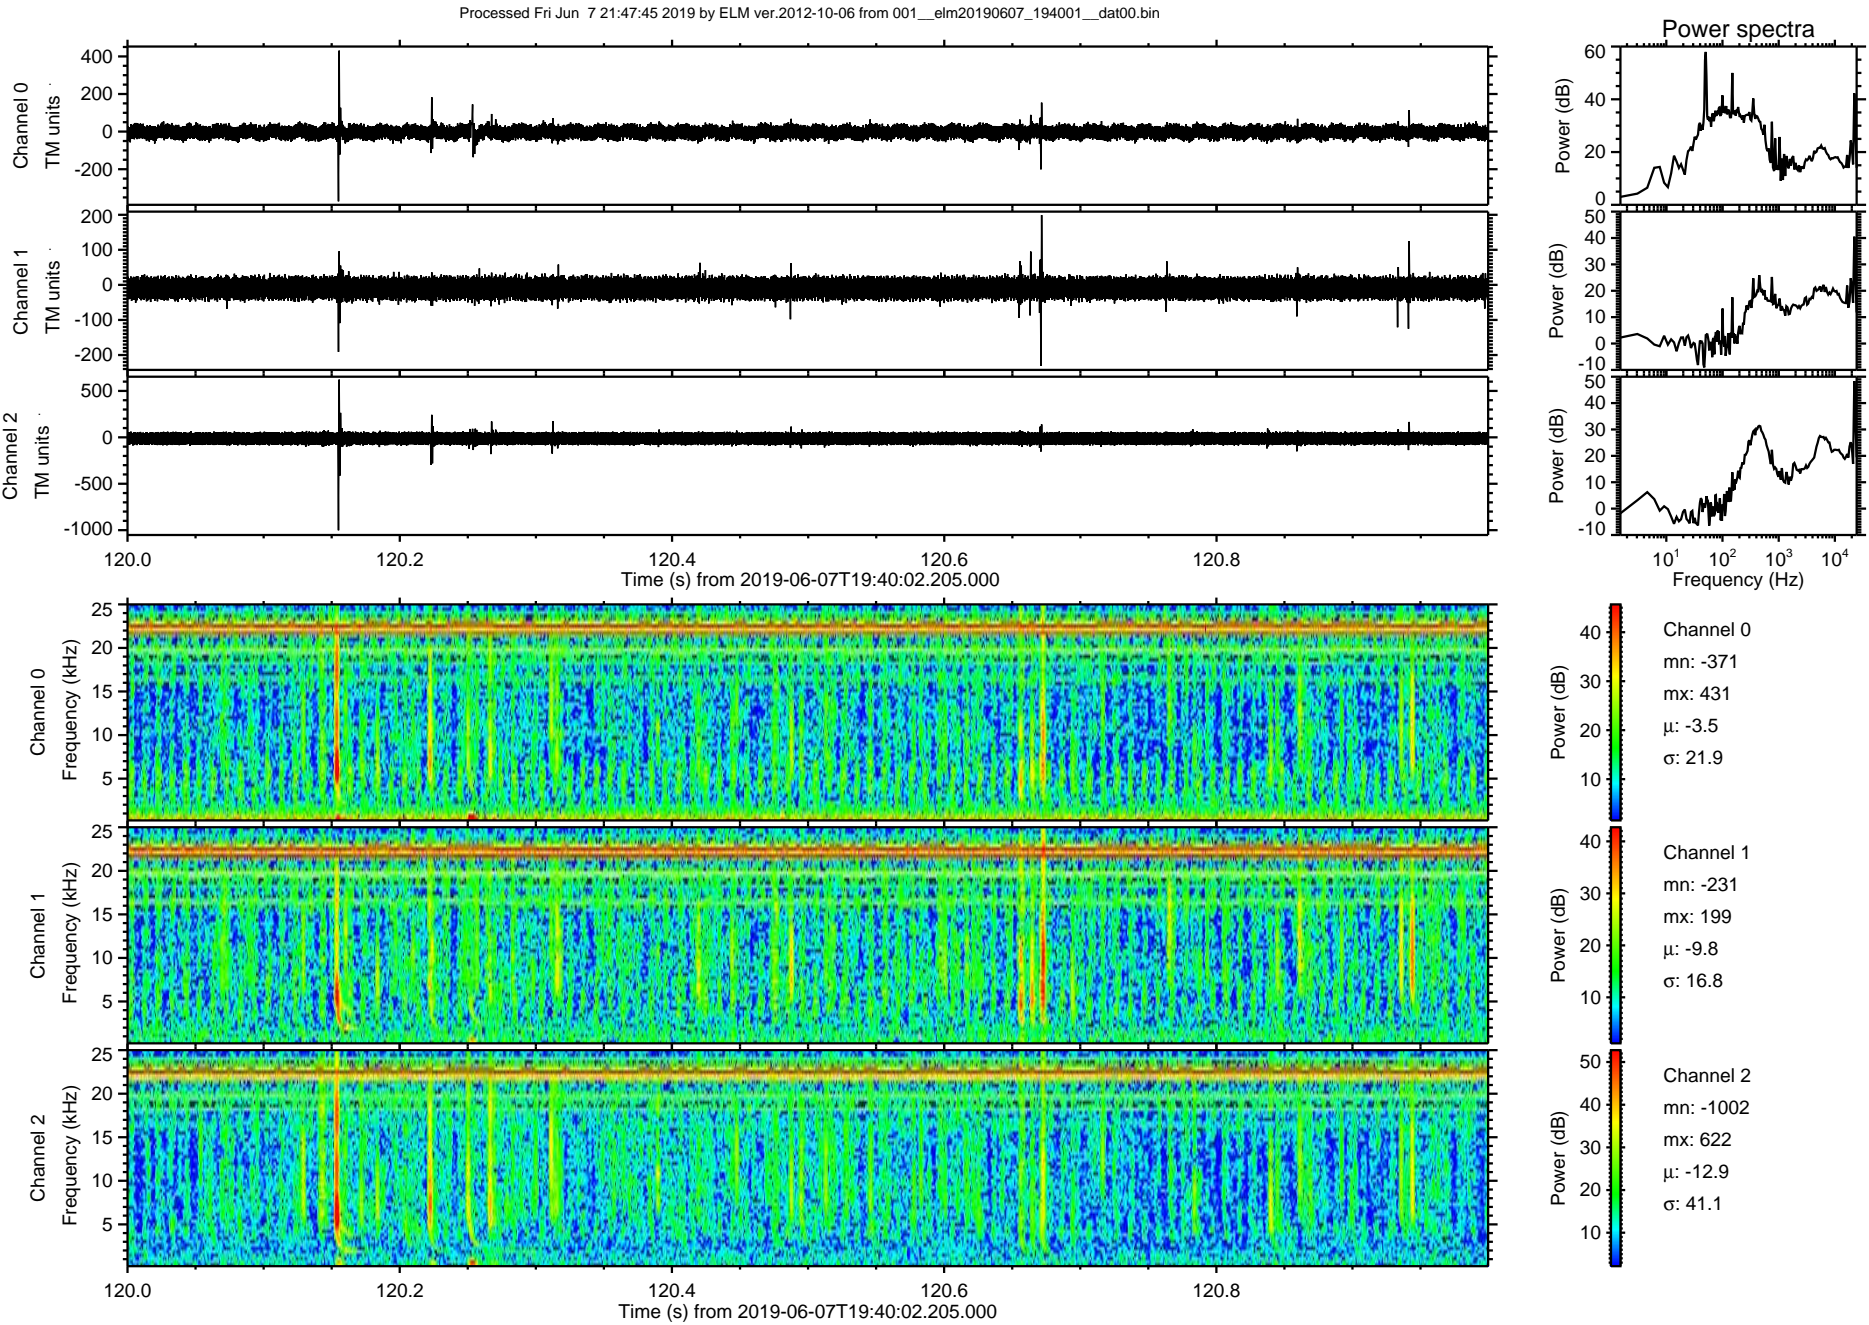 Processed Fri Jun  7 21:47:45 2019 by ELM ver.2012-10-06 from 001__elm20190607_194001__dat00.bin
Power spectra
Channel 0
TM units
400
200
0
-200
Power (dB)
60
40
20
0
Channel 1
TM units
200
100
0
-100
-200
Power (dB)
50
40
30
20
10
0
-10
Channel 2
TM units
500
0
-500
-1000
Power (dB)
50
40
30
20
10
0
-10
120.0 120.2 120.4 120.6 120.8
Time (s) from 2019-06-07T19:40:02.205.000
10¹ 10² 10³ 10⁴
Frequency (Hz)
Channel 0
Frequency (kHz)
25
20
15
10
5
Power (dB)
40
30
20
10
Channel 0
mn: -371
mx: 431
μ: -3.5
σ: 21.9
Channel 1
Frequency (kHz)
25
20
15
10
5
Power (dB)
40
30
20
10
Channel 1
mn: -231
mx: 199
μ: -9.8
σ: 16.8
Channel 2
Frequency (kHz)
25
20
15
10
5
Power (dB)
50
40
30
20
10
Channel 2
mn: -1002
mx: 622
μ: -12.9
σ: 41.1
120.0 120.2 120.4 120.6 120.8
Time (s) from 2019-06-07T19:40:02.205.000